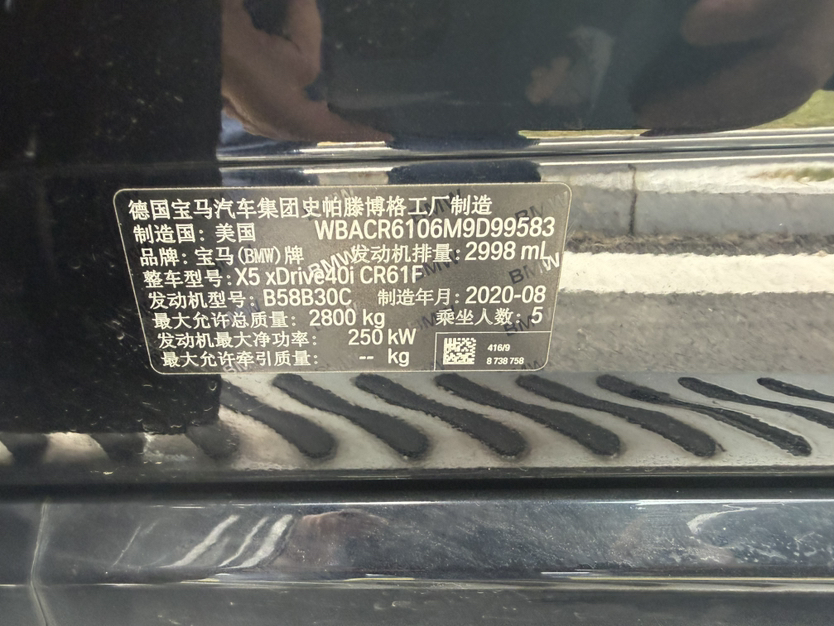 德国宝马汽车集团史帕滕博格工厂制造
制造国: 美国 WBACR6106M9D99583
品牌: 宝马(BMW)牌 发动机排量: 2998 mL
整车型号: X5 xDrive40i CR61F
发动机型号: B58B30C 制造年月: 2020-08
最大允许总质量: 2800 kg 乘坐人数: 5
发动机最大净功率: 250 kW
最大允许牵引质量: -- kg
416/9
8 738 758